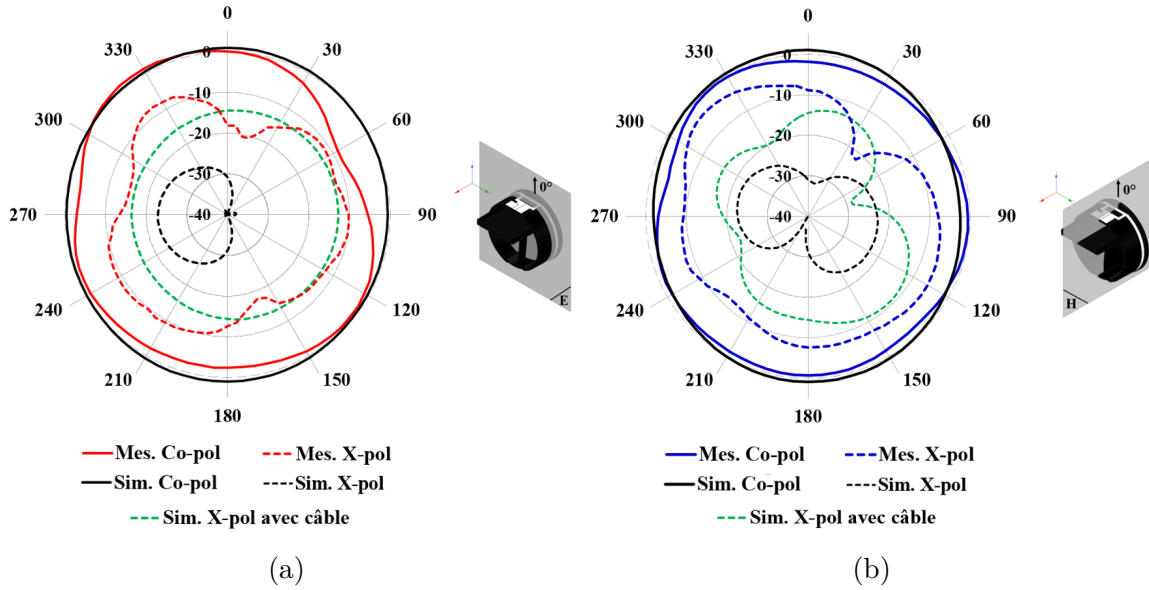 0
330
0
30
-10
300
60
-20
-30
0°
270
-40
90
E
240
120
210
150
180
Mes. Co-pol
Mes. X-pol
Sim. Co-pol
Sim. X-pol
Sim. X-pol avec câble
(a)
0
330
0
30
-10
300
60
-20
-30
0°
270
-40
90
H
240
120
210
150
180
Mes. Co-pol
Mes. X-pol
Sim. Co-pol
Sim. X-pol
Sim. X-pol avec câble
(b)